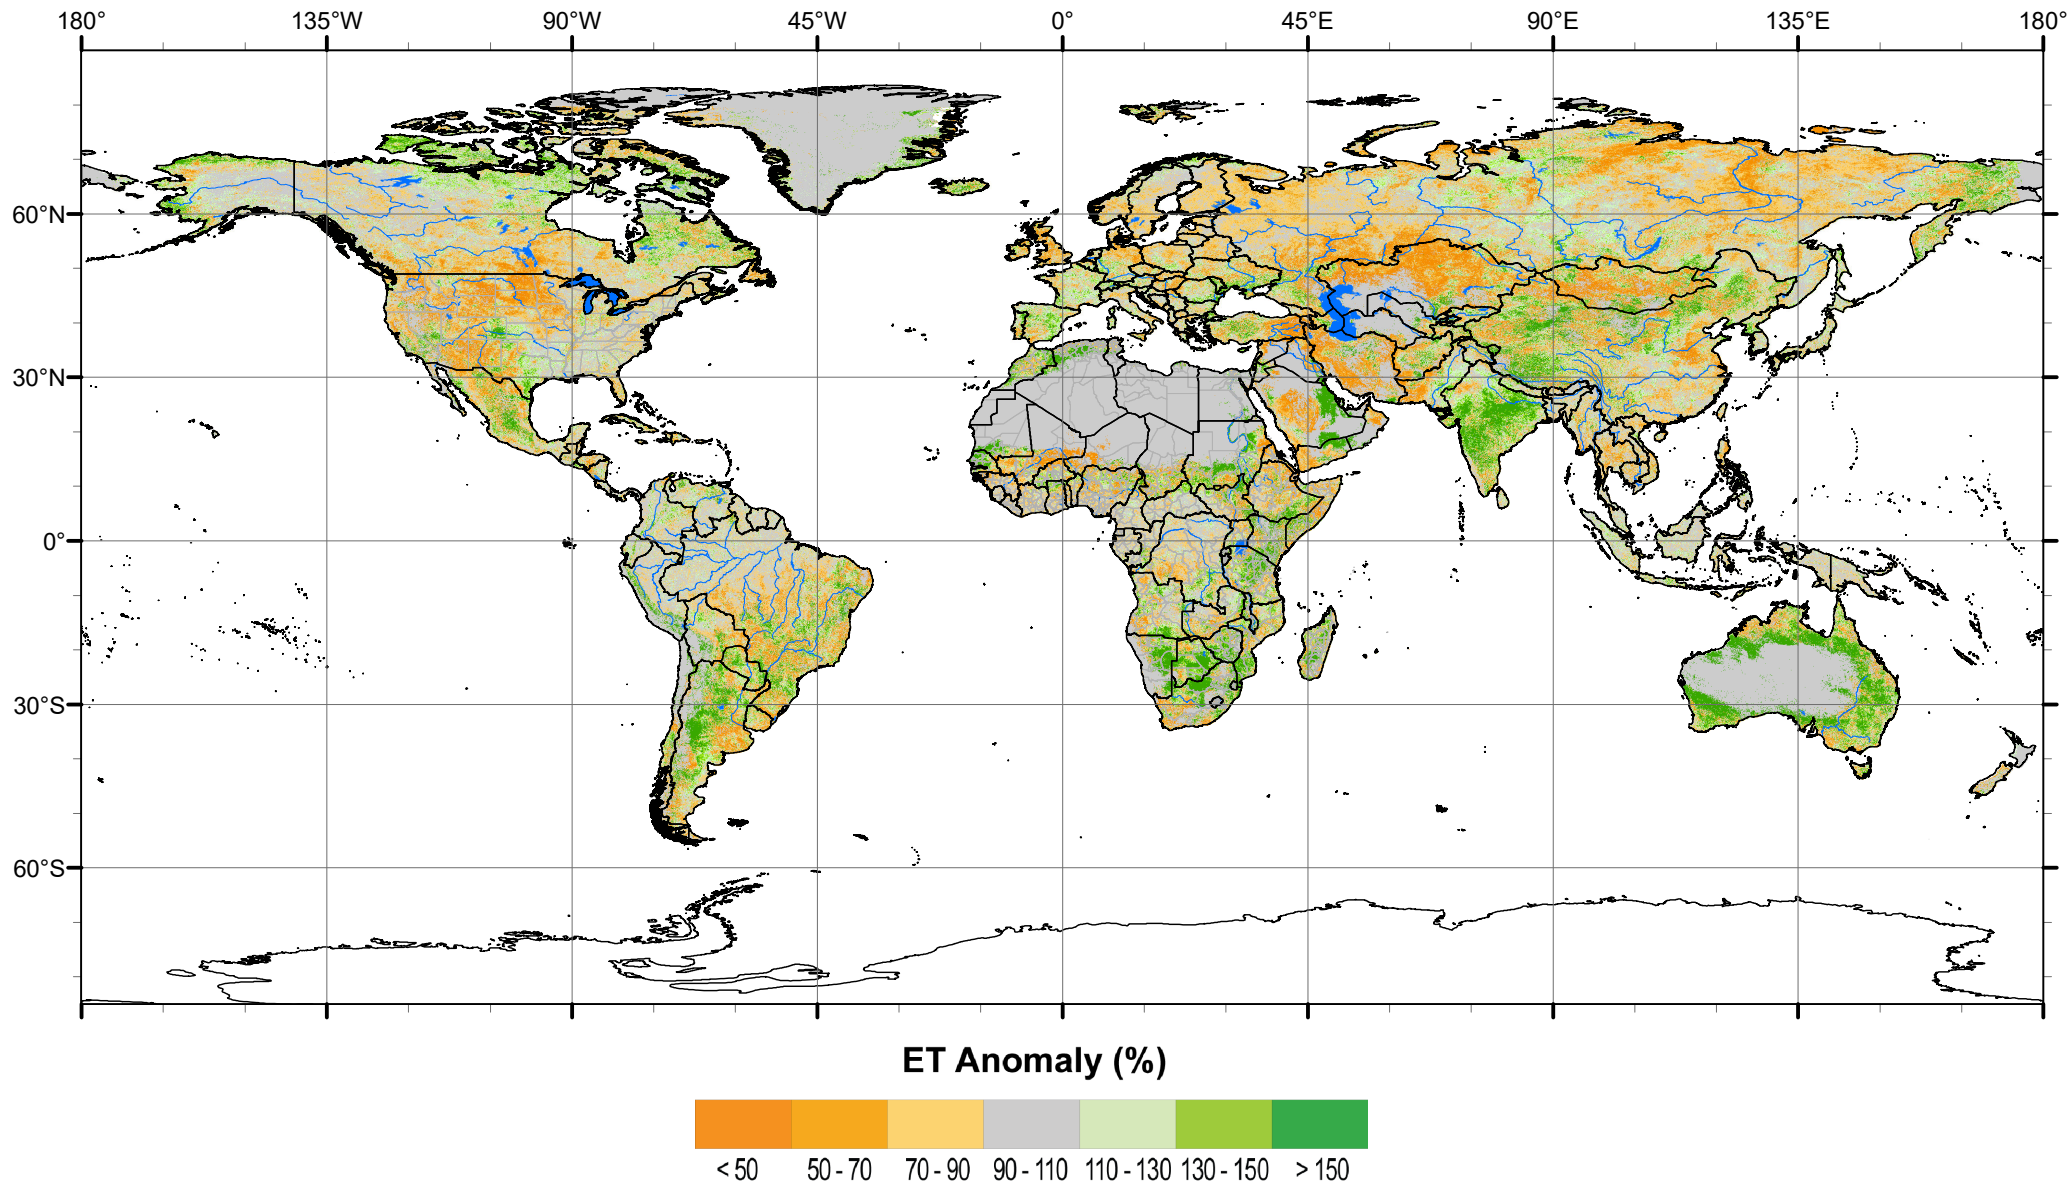 180° 135°W 90°W 45°W 0° 45°E 90°E 135°E 180°
60°N
30°N
0°
30°S
60°S
ET Anomaly (%)
< 50 50 - 70 70 - 90 90 - 110 110 - 130 130 - 150 > 150